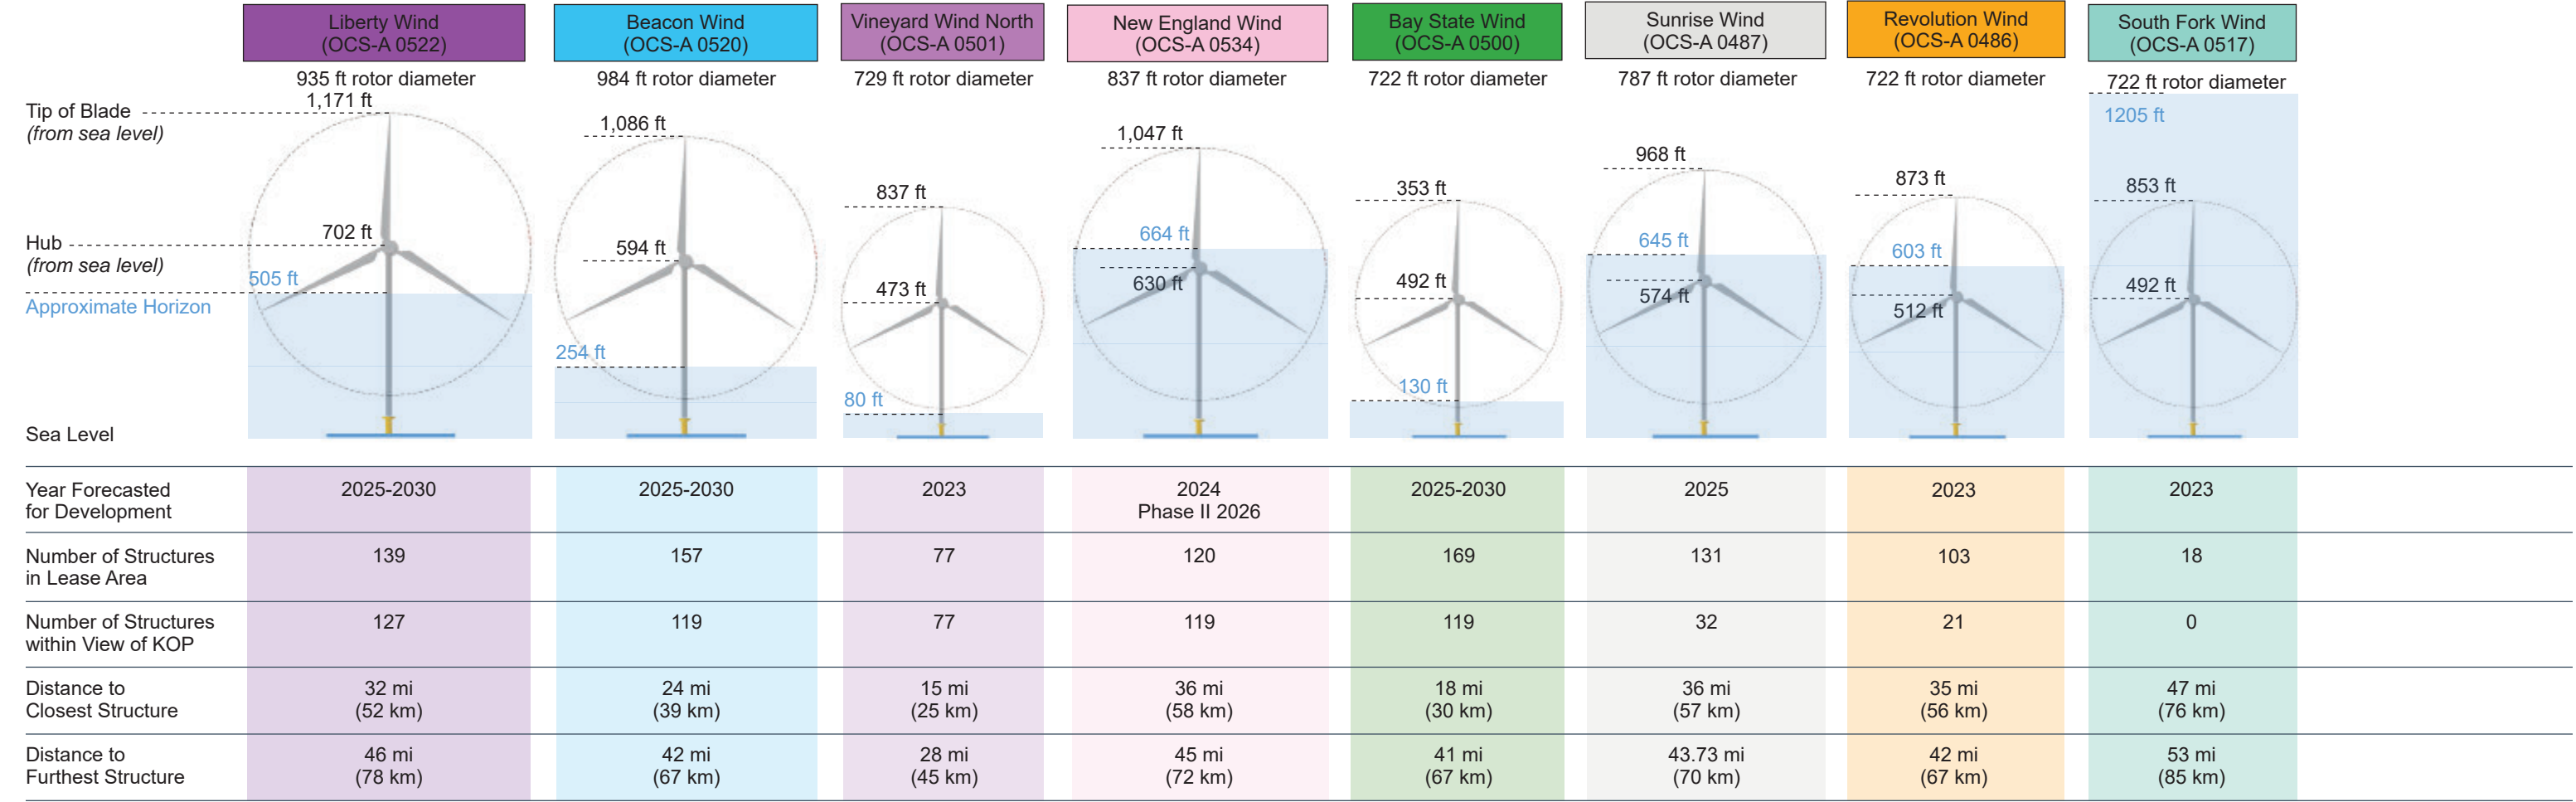 Liberty Wind
(OCS-A 0522)
Beacon Wind
(OCS-A 0520)
Vineyard Wind North
(OCS-A 0501)
New England Wind
(OCS-A 0534)
Bay State Wind
(OCS-A 0500)
Sunrise Wind
(OCS-A 0487)
Revolution Wind
(OCS-A 0486)
South Fork Wind
(OCS-A 0517)
935 ft rotor diameter
984 ft rotor diameter
729 ft rotor diameter
837 ft rotor diameter
722 ft rotor diameter
787 ft rotor diameter
722 ft rotor diameter
722 ft rotor diameter
Tip of Blade
(from sea level)
Hub
(from sea level)
Approximate Horizon
Sea Level
1,171 ft
702 ft
505 ft
1,086 ft
594 ft
254 ft
837 ft
473 ft
80 ft
1,047 ft
664 ft
630 ft
353 ft
492 ft
130 ft
968 ft
645 ft
574 ft
873 ft
603 ft
512 ft
1205 ft
853 ft
492 ft
Year Forecasted
for Development
2025-2030
2025-2030
2023
2024
Phase II 2026
2025-2030
2025
2023
2023
Number of Structures
in Lease Area
139
157
77
120
169
131
103
18
Number of Structures
within View of KOP
127
119
77
119
119
32
21
0
Distance to
Closest Structure
32 mi
(52 km)
24 mi
(39 km)
15 mi
(25 km)
36 mi
(58 km)
18 mi
(30 km)
36 mi
(57 km)
35 mi
(56 km)
47 mi
(76 km)
Distance to
Furthest Structure
46 mi
(78 km)
42 mi
(67 km)
28 mi
(45 km)
45 mi
(72 km)
41 mi
(67 km)
43.73 mi
(70 km)
42 mi
(67 km)
53 mi
(85 km)